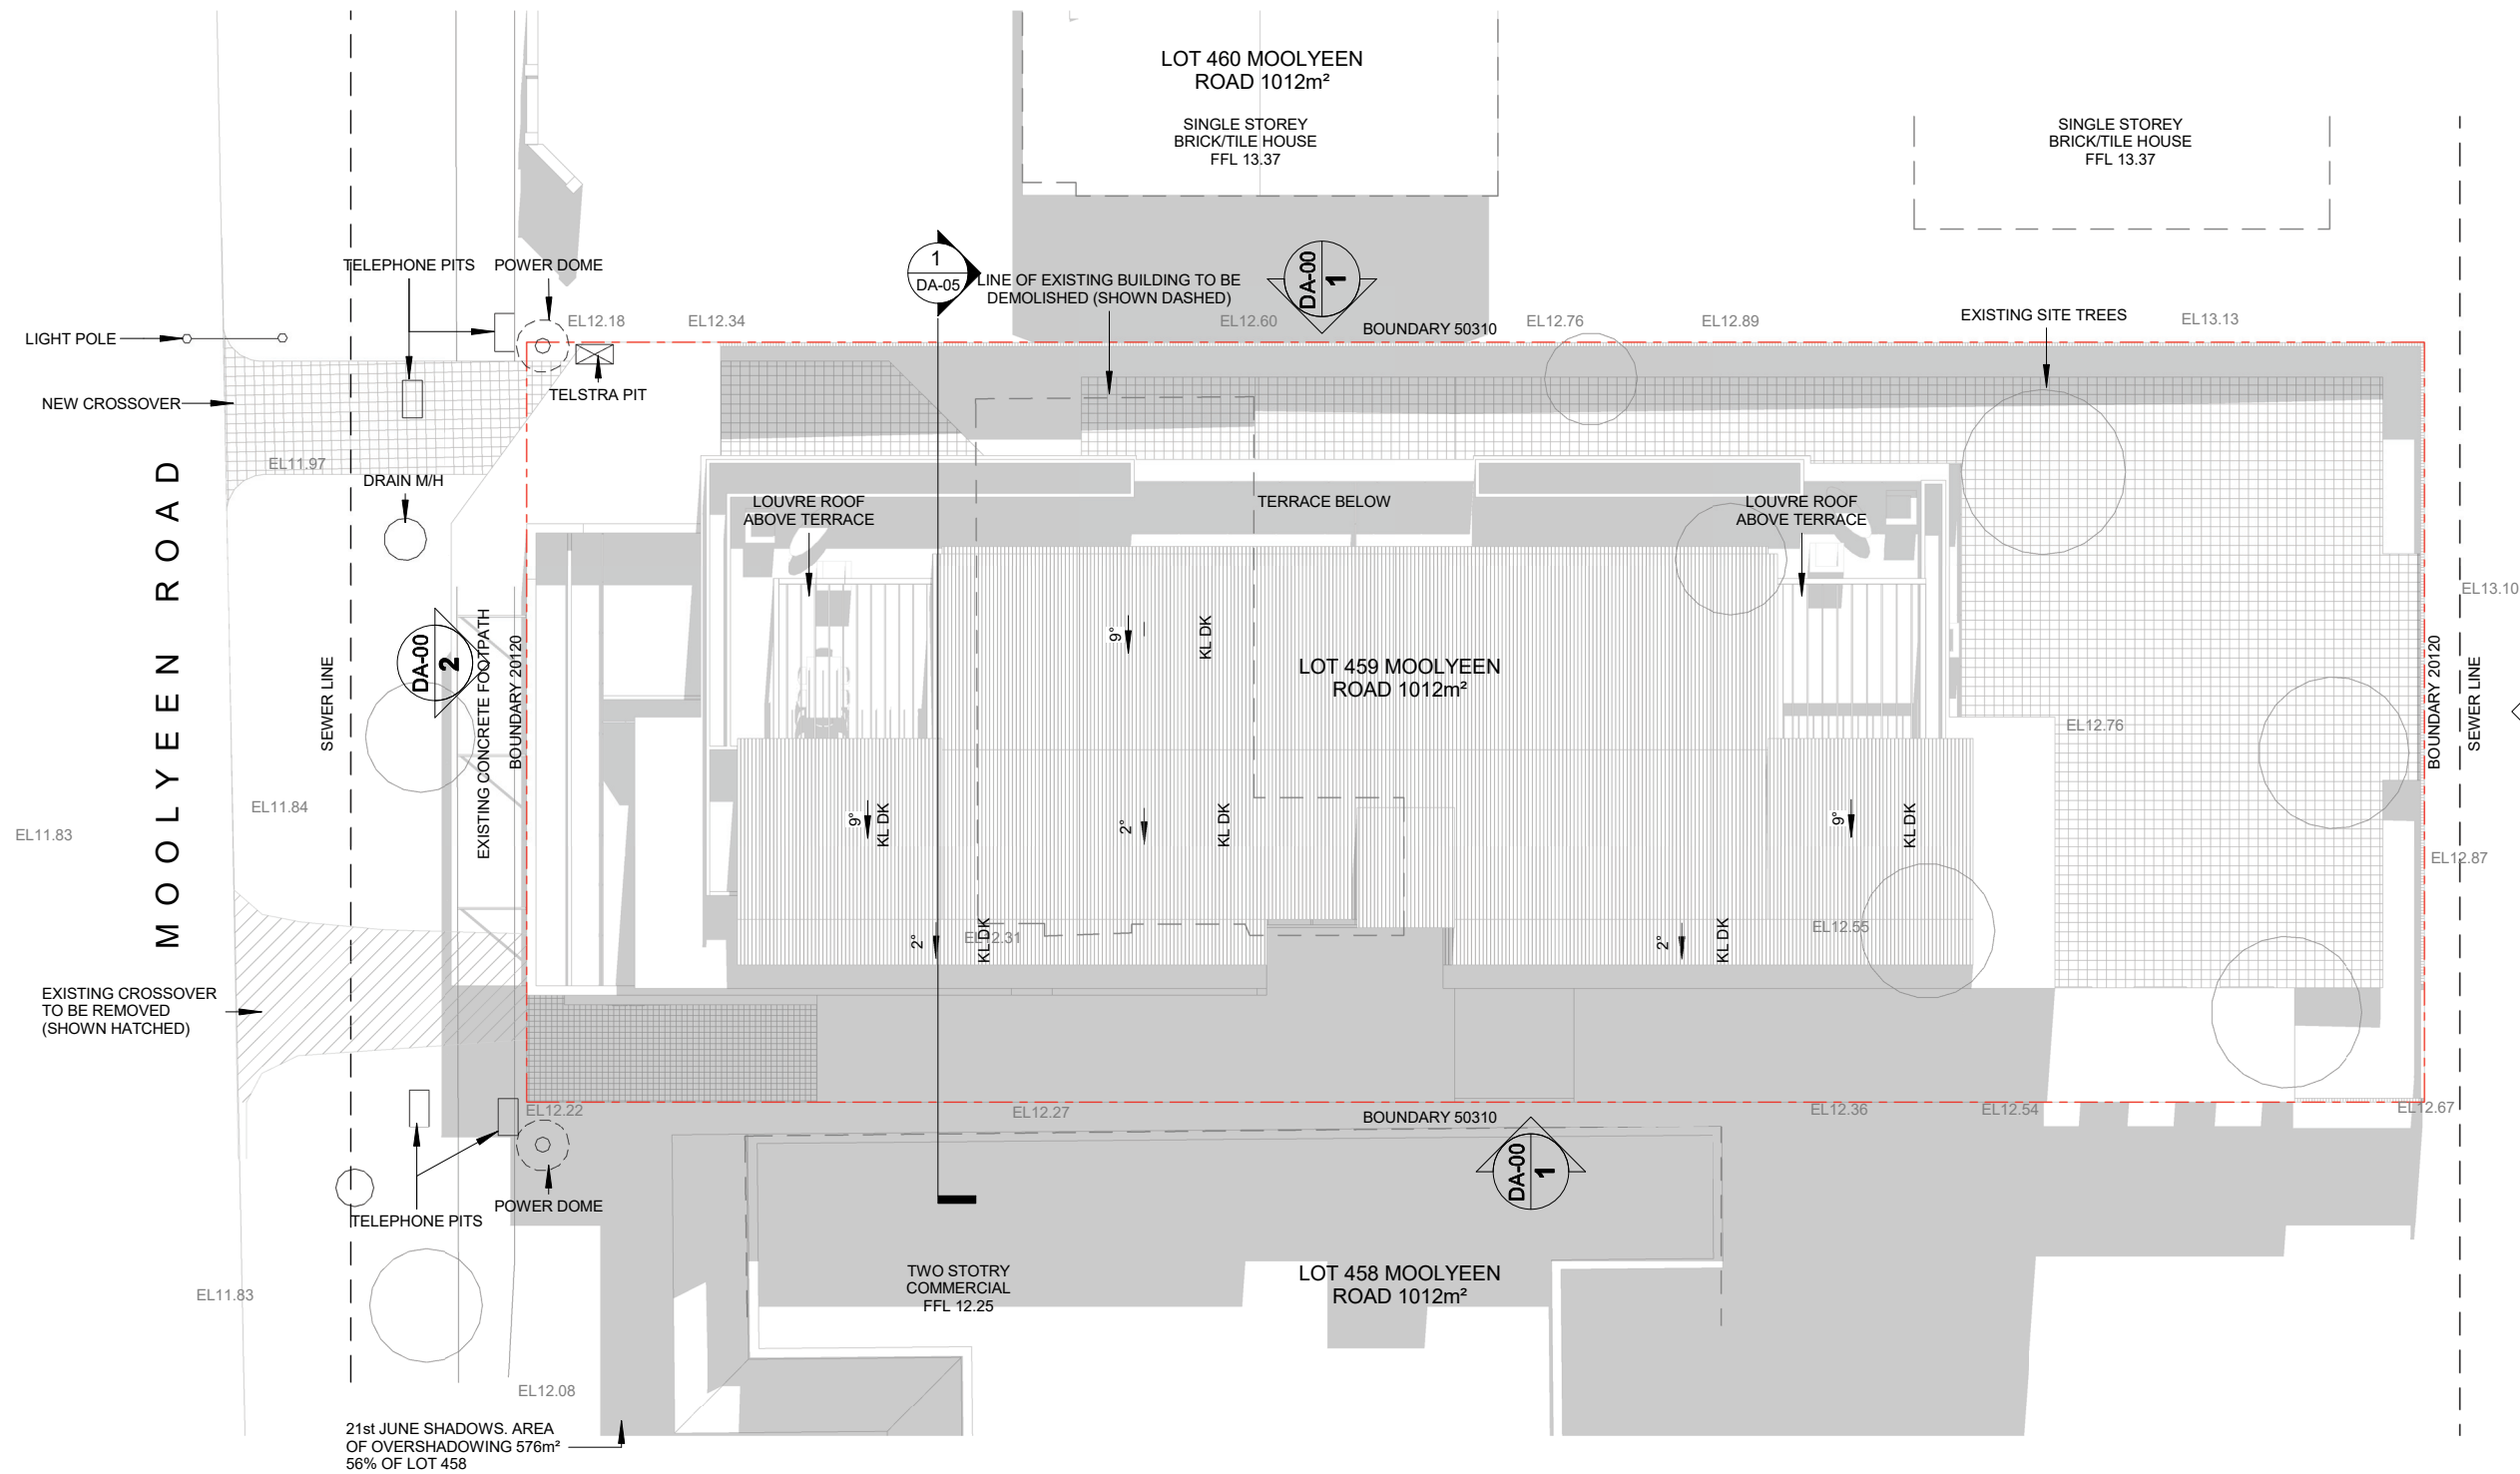 LOT 460 MOOLYEEN
ROAD 1012m²
SINGLE STOREY
BRICK/TILE HOUSE
FFL 13.37
SINGLE STOREY
BRICK/TILE HOUSE
FFL 13.37
TELEPHONE PITS
POWER DOME
1
DA-05
LINE OF EXISTING BUILDING TO BE
DEMOLISHED (SHOWN DASHED)
DA-00
1
EL12.18
EL12.34
EL12.60
BOUNDARY 50310
EL12.76
EL12.89
EXISTING SITE TREES
EL13.13
LIGHT POLE
TELSTRA PIT
NEW CROSSOVER
EL11.97
DRAIN M/H
LOUVRE ROOF
ABOVE TERRACE
TERRACE BELOW
LOUVRE ROOF
ABOVE TERRACE
MOOLYEEN ROAD
SEWER LINE
DA-00
2
EXISTING CONCRETE FOOTPATH
BOUNDARY 20120
9°
KL DK
LOT 459 MOOLYEEN
ROAD 1012m²
EL13.10
BOUNDARY 20120
SEWER LINE
EL12.76
EL11.84
EL11.83
9°
KL DK
2°
KL DK
9°
KL DK
EL12.87
2°
EL12.31
KL DK
2°
KL DK
EL12.55
EXISTING CROSSOVER
TO BE REMOVED
(SHOWN HATCHED)
EL12.22
EL12.27
BOUNDARY 50310
EL12.36
EL12.54
EL12.67
DA-00
1
TELEPHONE PITS
POWER DOME
TWO STOTRY
COMMERCIAL
FFL 12.25
LOT 458 MOOLYEEN
ROAD 1012m²
EL11.83
EL12.08
21st JUNE SHADOWS. AREA
OF OVERSHADOWING 576m²
56% OF LOT 458